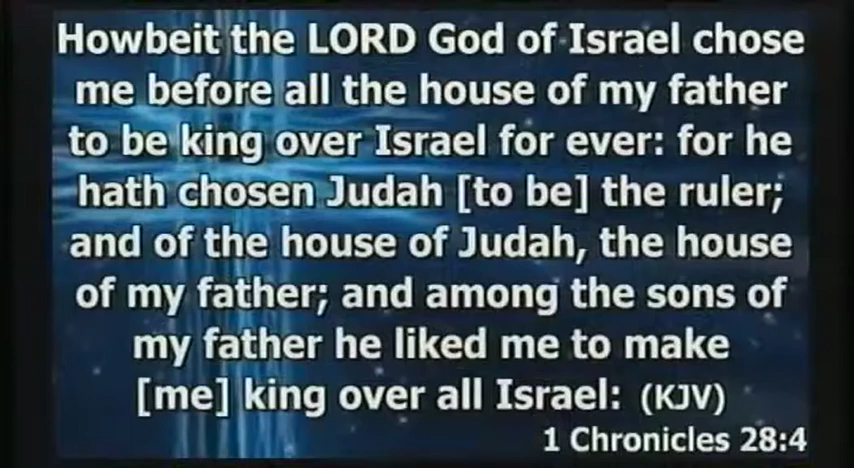 Howbeit the LORD God of Israel chose
me before all the house of my father
to be king over Israel for ever: for he
hath chosen Judah [to be] the ruler;
and of the house of Judah, the house
of my father; and among the sons of
my father he liked me to make
[me] king over all Israel: (KJV)
1 Chronicles 28:4